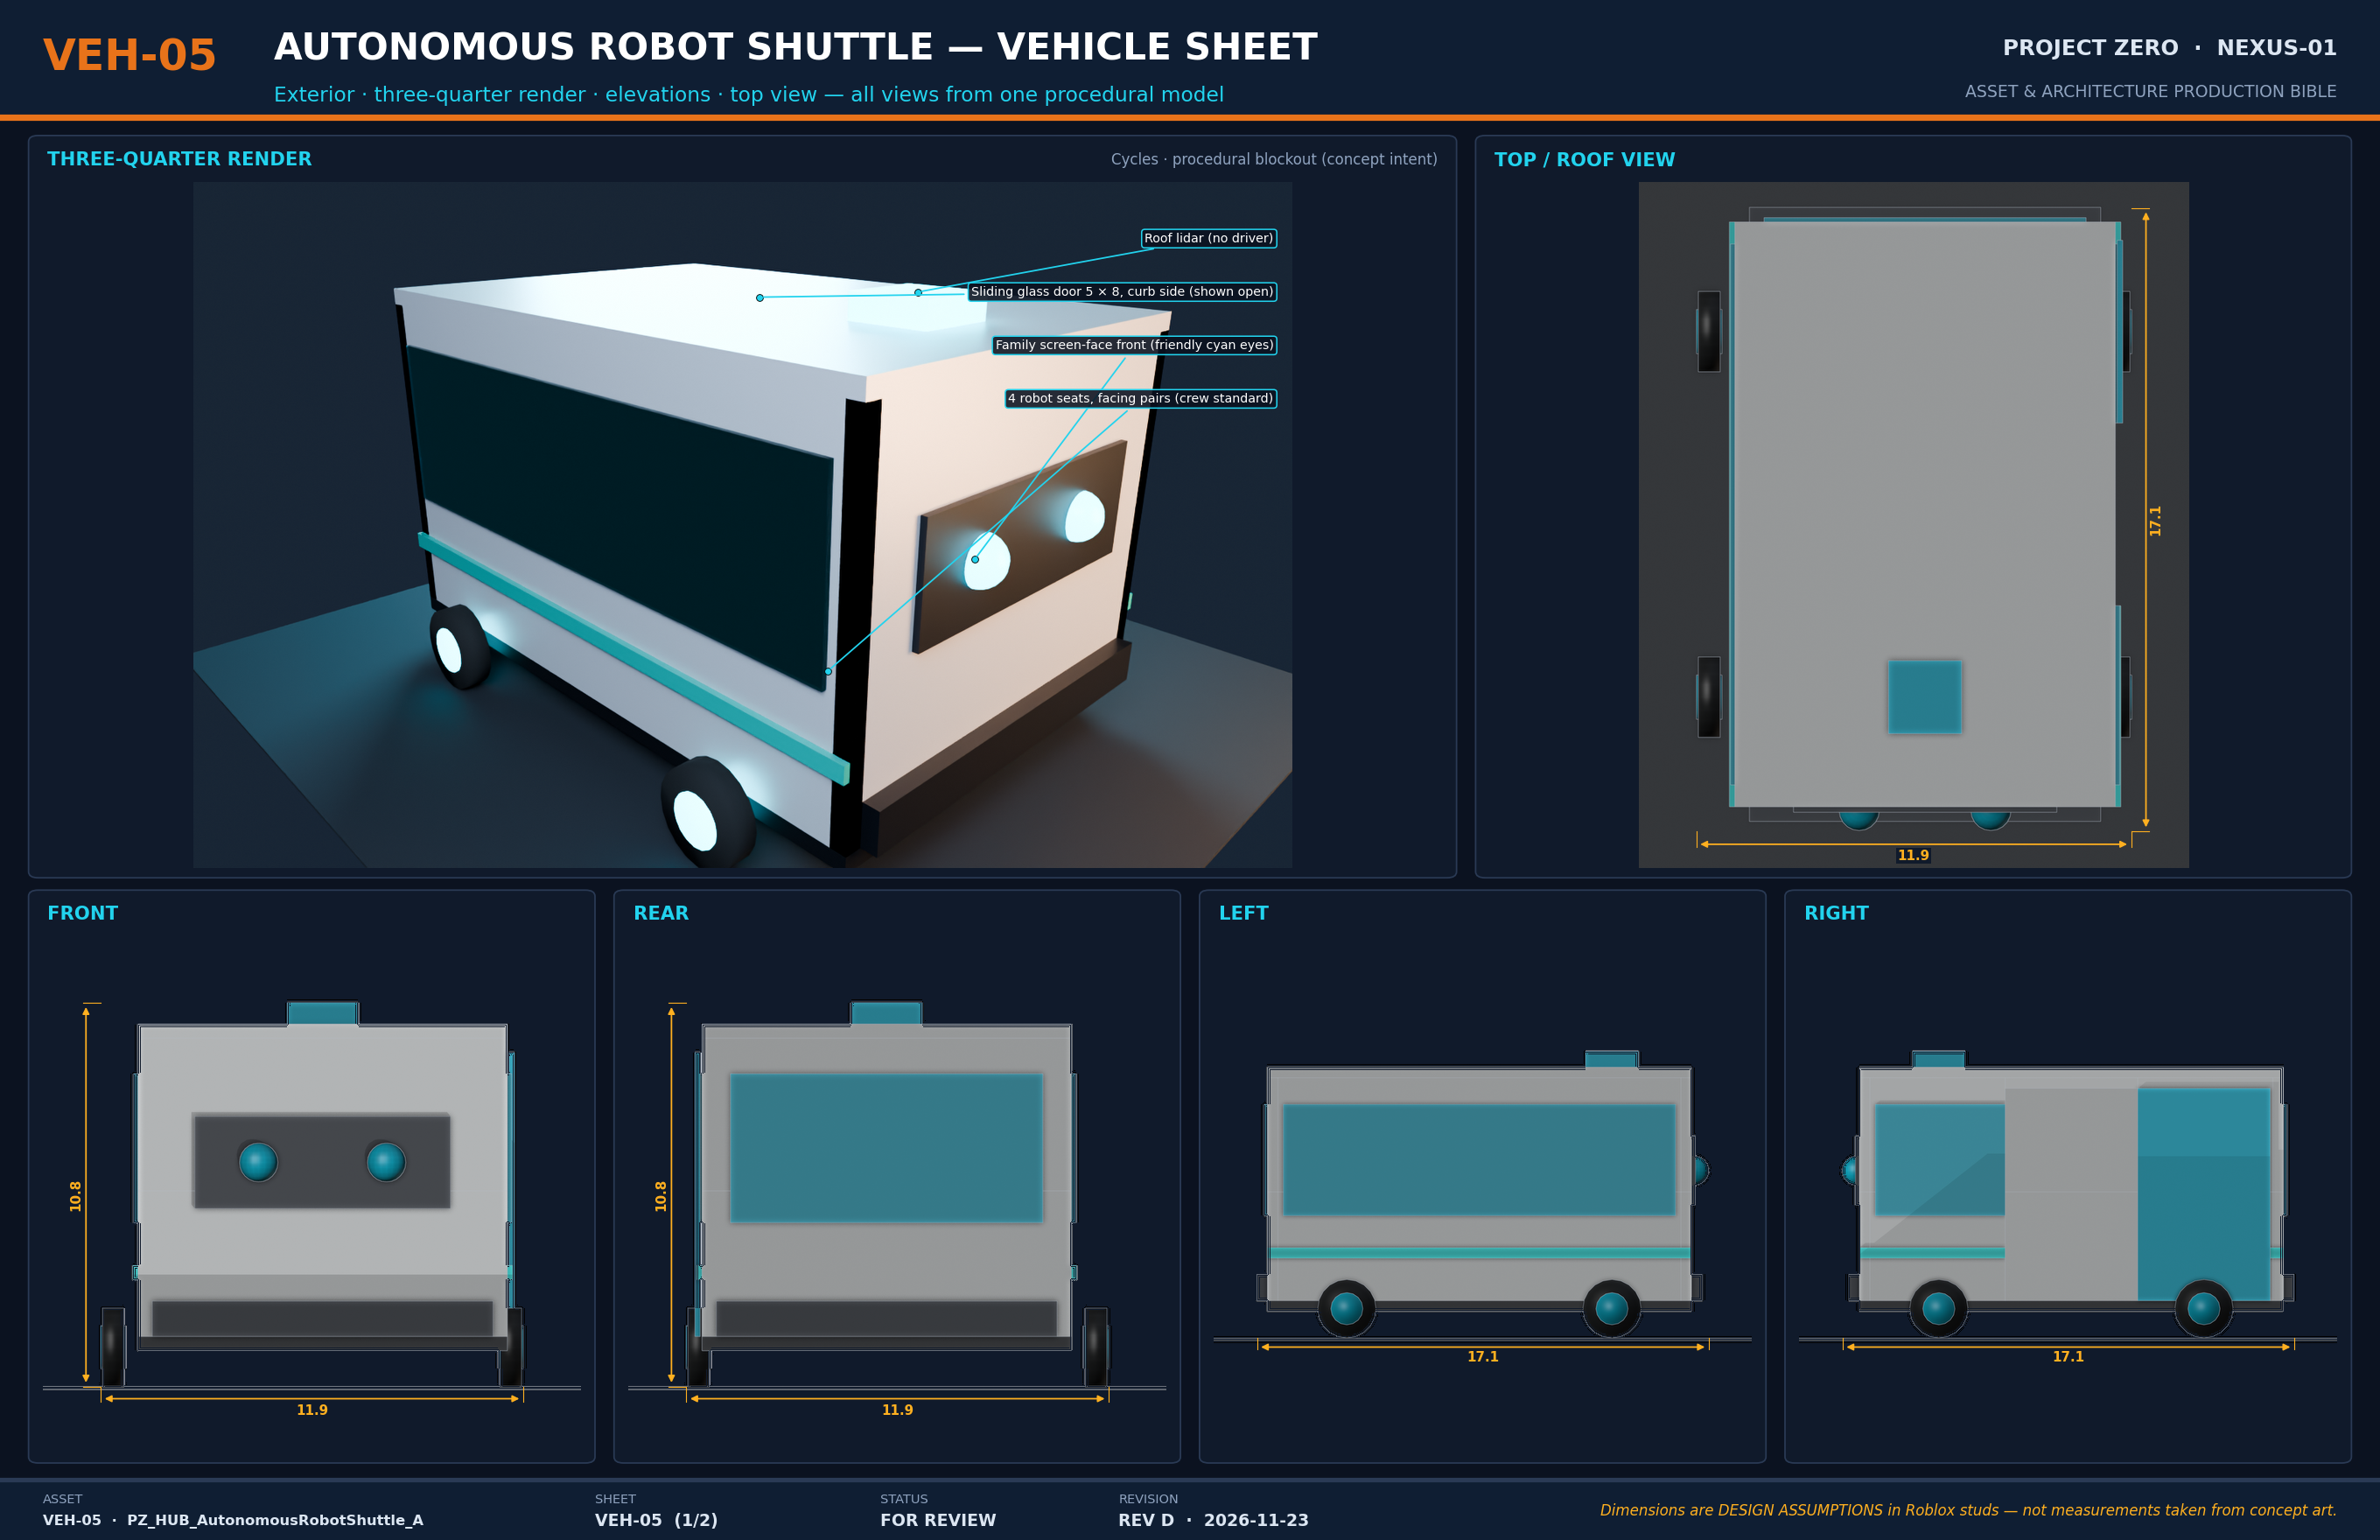 VEH-05
AUTONOMOUS ROBOT SHUTTLE — VEHICLE SHEET
Exterior · three-quarter render · elevations · top view — all views from one procedural model
PROJECT ZERO · NEXUS-01
ASSET & ARCHITECTURE PRODUCTION BIBLE
THREE-QUARTER RENDER
Cycles · procedural blockout (concept intent)
Roof lidar (no driver)
Sliding glass door 5 × 8, curb side (shown open)
Family screen-face front (friendly cyan eyes)
4 robot seats, facing pairs (crew standard)
TOP / ROOF VIEW
17.1
11.9
FRONT
10.8
11.9
REAR
10.8
11.9
LEFT
17.1
RIGHT
17.1
ASSET
VEH-05 · PZ_HUB_AutonomousRobotShuttle_A
SHEET
VEH-05 (1/2)
STATUS
FOR REVIEW
REVISION
REV D · 2026-11-23
Dimensions are DESIGN ASSUMPTIONS in Roblox studs — not measurements taken from concept art.